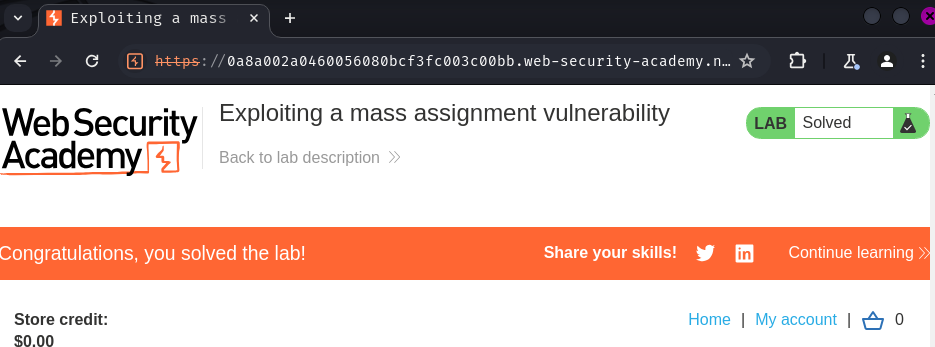 Exploiting a mass
https://0a8a002a0460056080bcf3fc003c00bb.web-security-academy.n...
Web Security
Academy
Exploiting a mass assignment vulnerability
Back to lab description
LAB Solved
Congratulations, you solved the lab!
Share your skills!
Continue learning
Store credit:
$0.00
Home | My account | 0